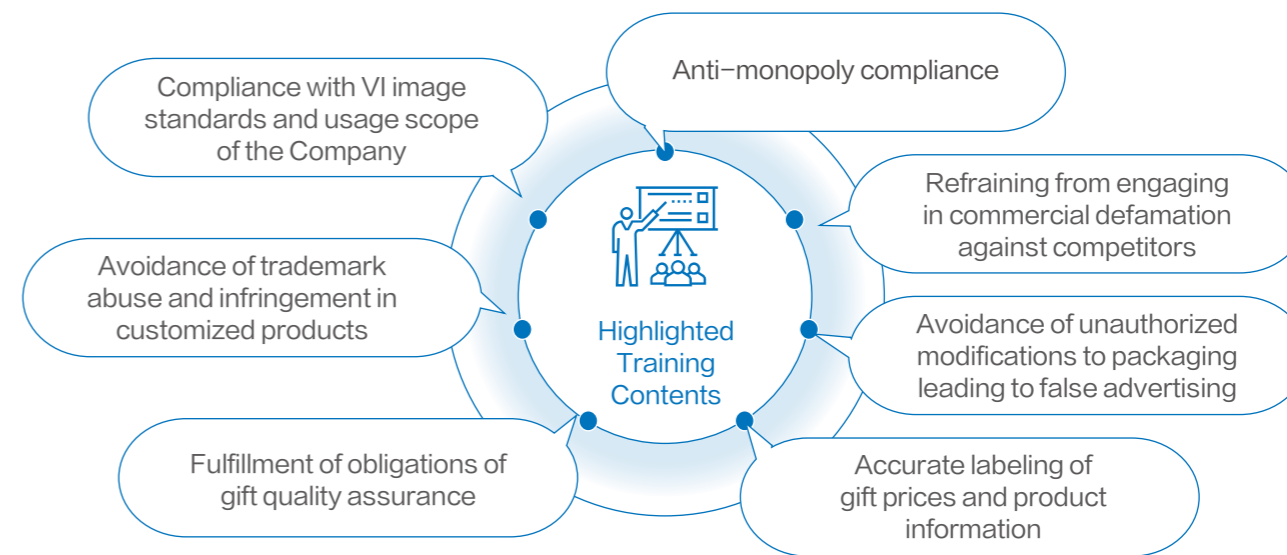 Anti-monopoly compliance
Compliance with VI image
standards and usage scope
of the Company
Refraining from engaging
in commercial defamation
against competitors
Avoidance of trademark
abuse and infringement in
customized products
Highlighted
Training
Contents
Avoidance of unauthorized
modifications to packaging
leading to false advertising
Fulfillment of obligations of
gift quality assurance
Accurate labeling of
gift prices and product
information